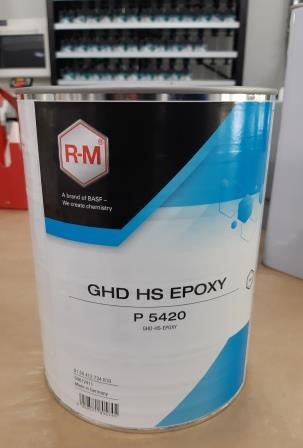 R-M
A brand of BASF –
We create chemistry
GHD HS EPOXY
P 5420
GHD-HS-EPOXY
Made in Germany